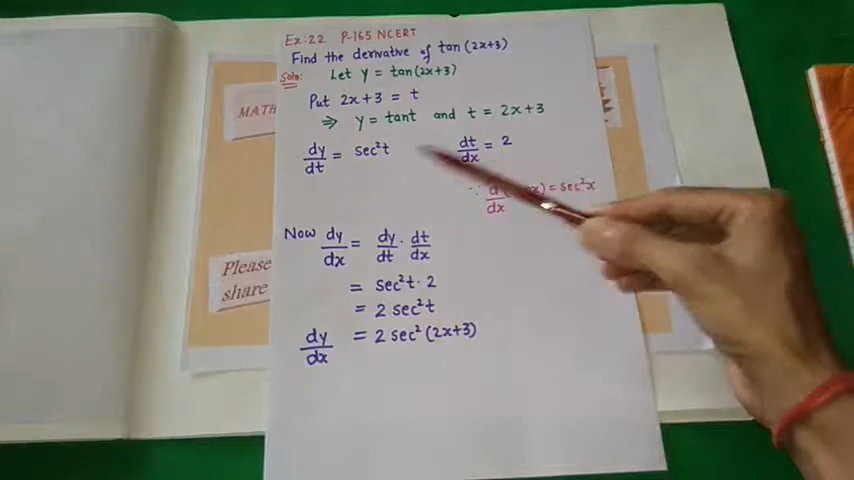 Ex:22 P-165 NCERT
Find the derivative of tan(2x+3)
Soln: Let y = tan(2x+3)
Put 2x+3 = t
⇒ y = tant and t = 2x+3
dy/dt = sec²t dt/dx = 2
∵ d/dx = sec²x
Now dy/dx = dy/dt · dt/dx
= sec²t · 2
= 2 sec²t
dy/dx = 2 sec²(2x+3)
MATH
Please
share